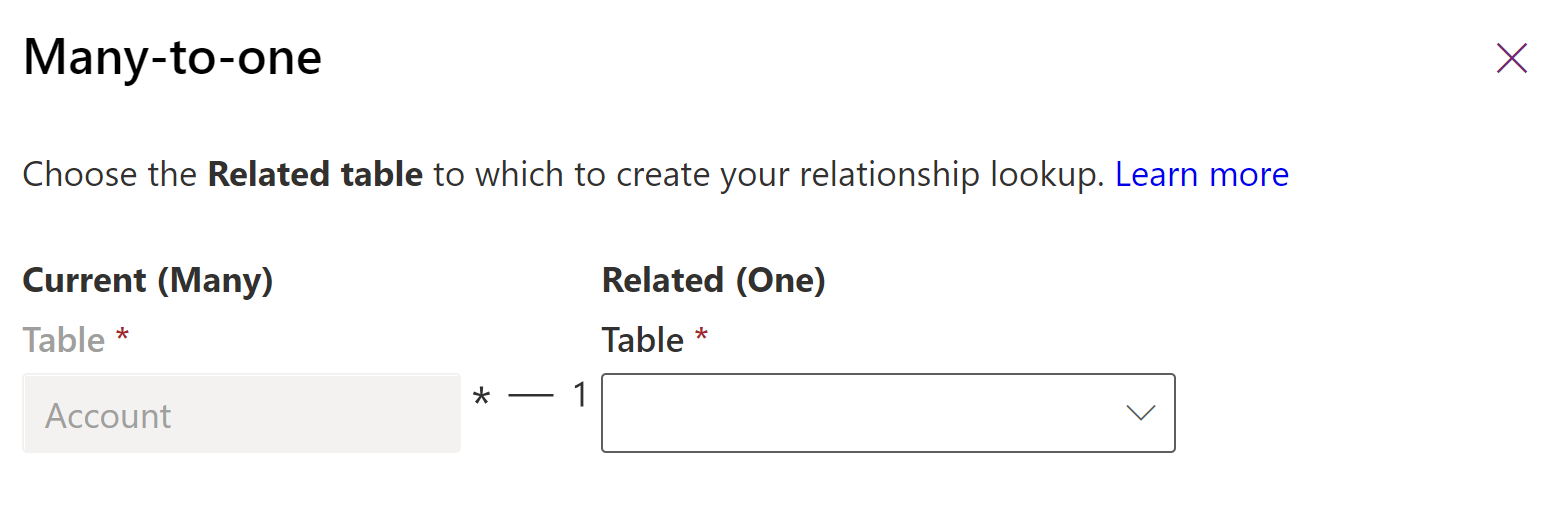 Many-to-one
Choose the Related table to which to create your relationship lookup. Learn more
Current (Many) Related (One)
Table * Table *
Account * — 1